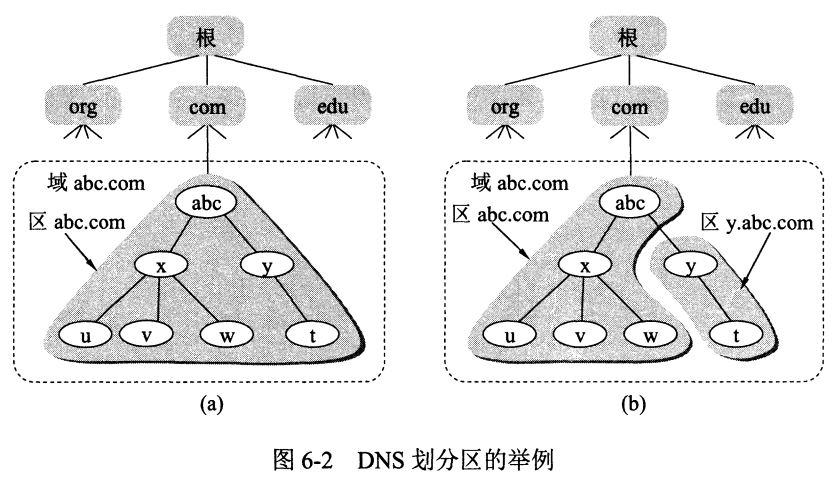 根
org com edu
域 abc.com
区 abc.com
abc
x y
u v w t
(a)
根
org com edu
域 abc.com
区 abc.com
区 y.abc.com
abc
x y
u v w t
(b)
图 6-2 DNS 划分区的举例